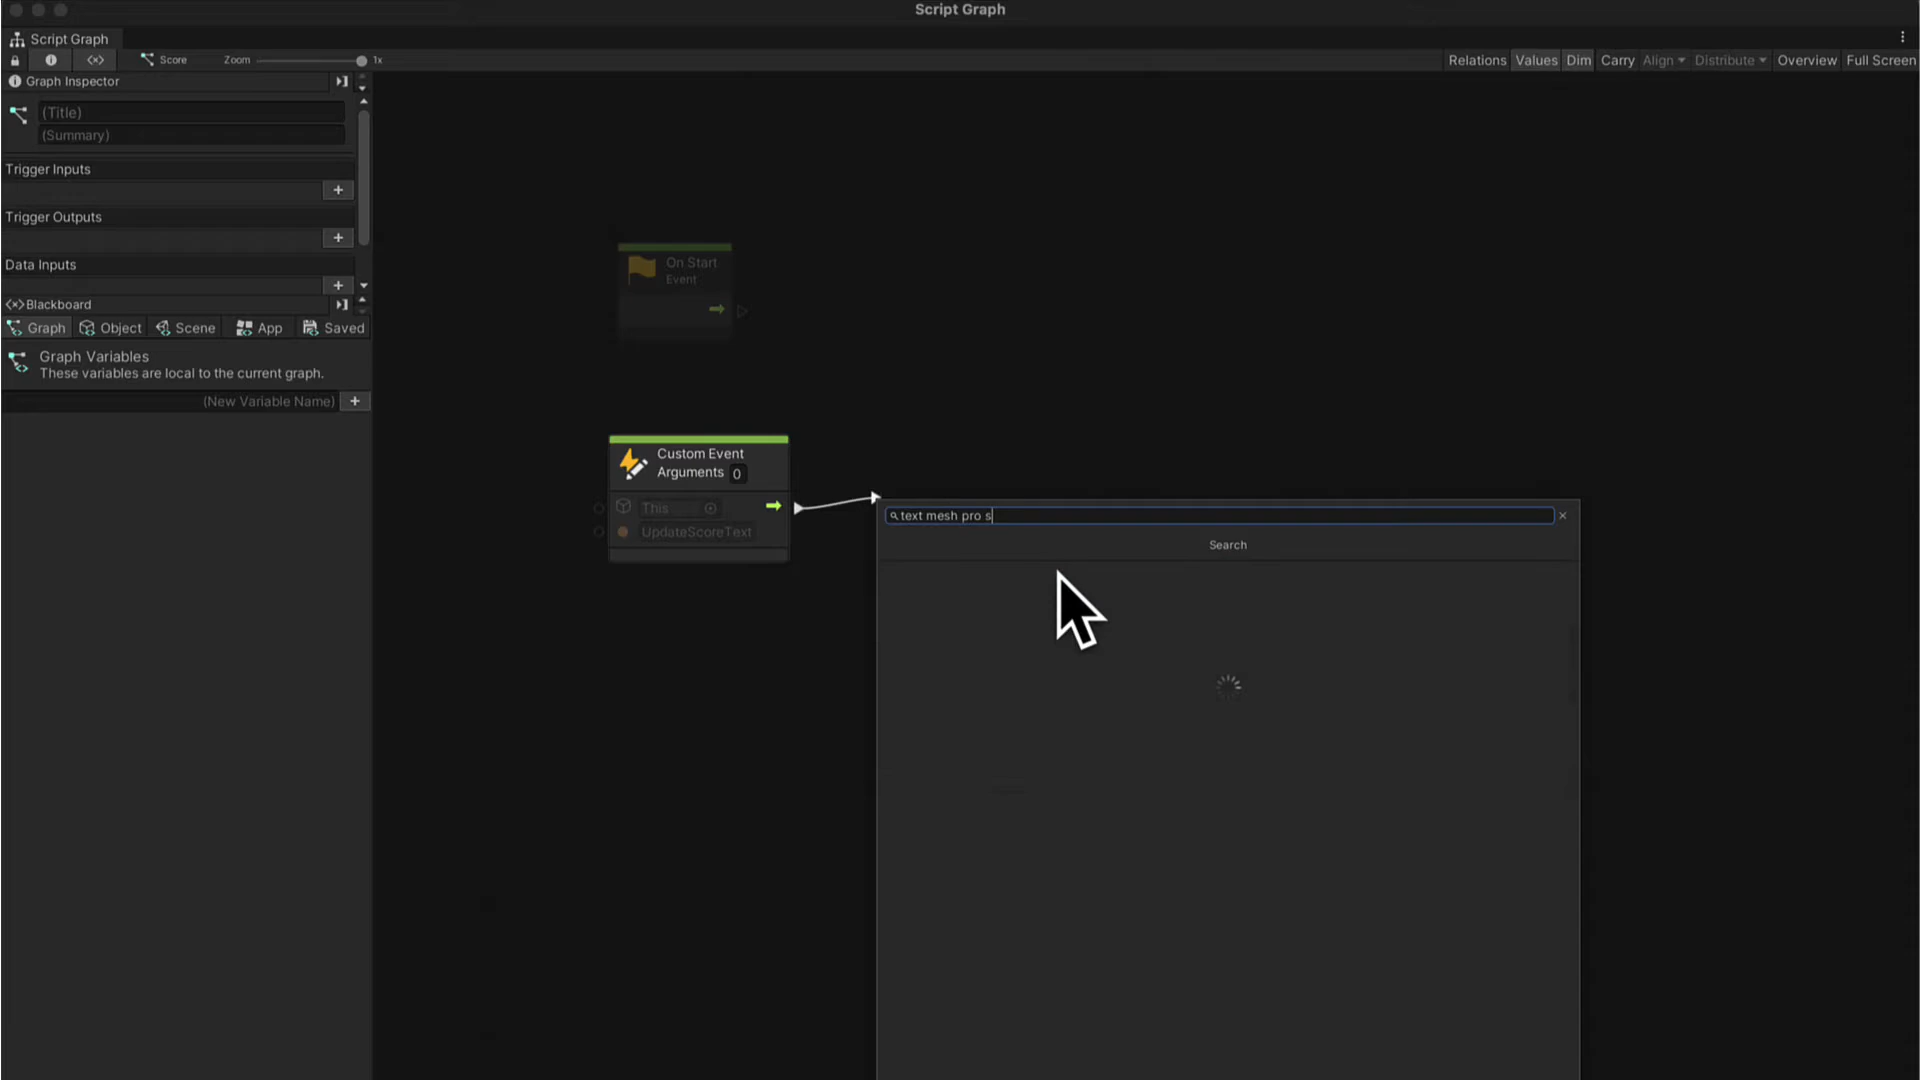 Script Graph
Script Graph
Score
Zoom
1x
Relations
Values
Dim
Carry
Align
Distribute
Overview
Full Screen
Graph Inspector
(Title)
(Summary)
Trigger Inputs
+
Trigger Outputs
+
Data Inputs
+
Blackboard
Graph
Object
Scene
App
Saved
Graph Variables
These variables are local to the current graph.
(New Variable Name)
+
On Start
Event
Custom Event
Arguments 0
This
UpdateScoreText
text mesh pro s
Search